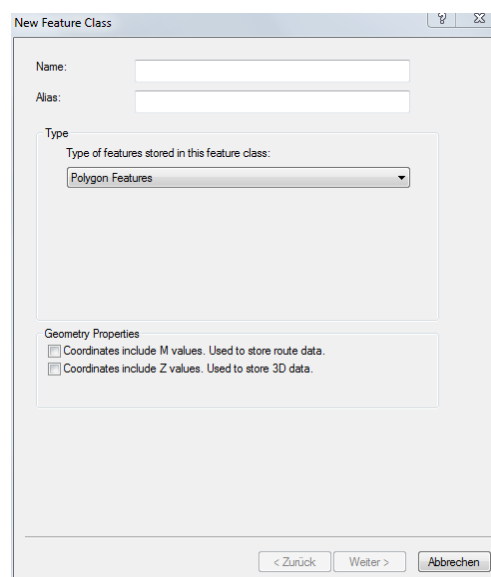 New Feature Class
Name:
Alias:
Type
Type of features stored in this feature class:
Polygon Features
Geometry Properties
Coordinates include M values. Used to store route data.
Coordinates include Z values. Used to store 3D data.
< Zurück Weiter > Abbrechen